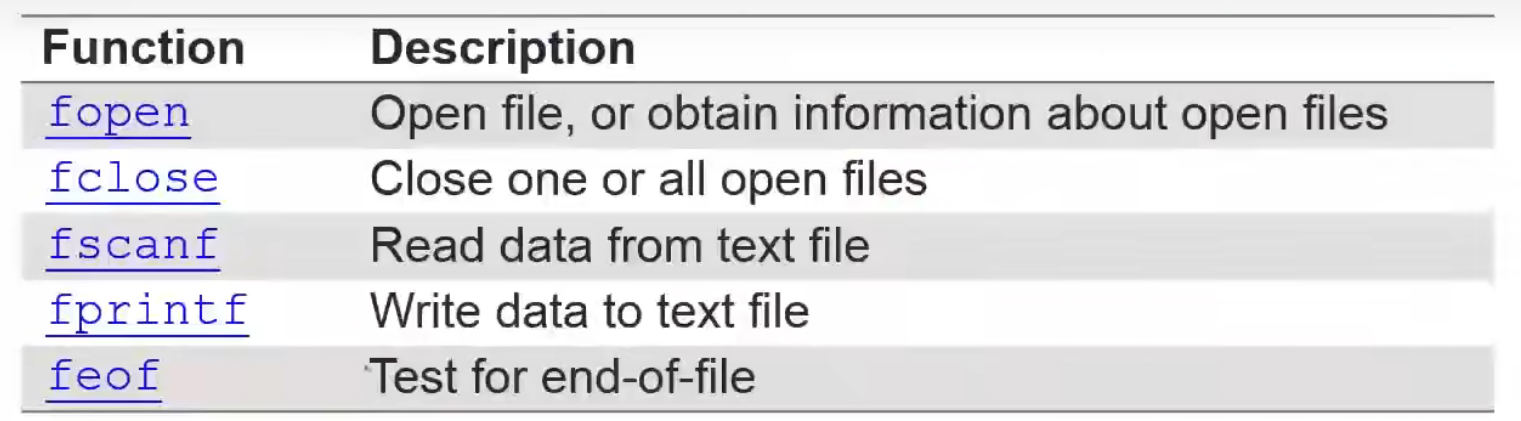 Function Description
fopen Open file, or obtain information about open files
fclose Close one or all open files
fscanf Read data from text file
fprintf Write data to text file
feof Test for end-of-file